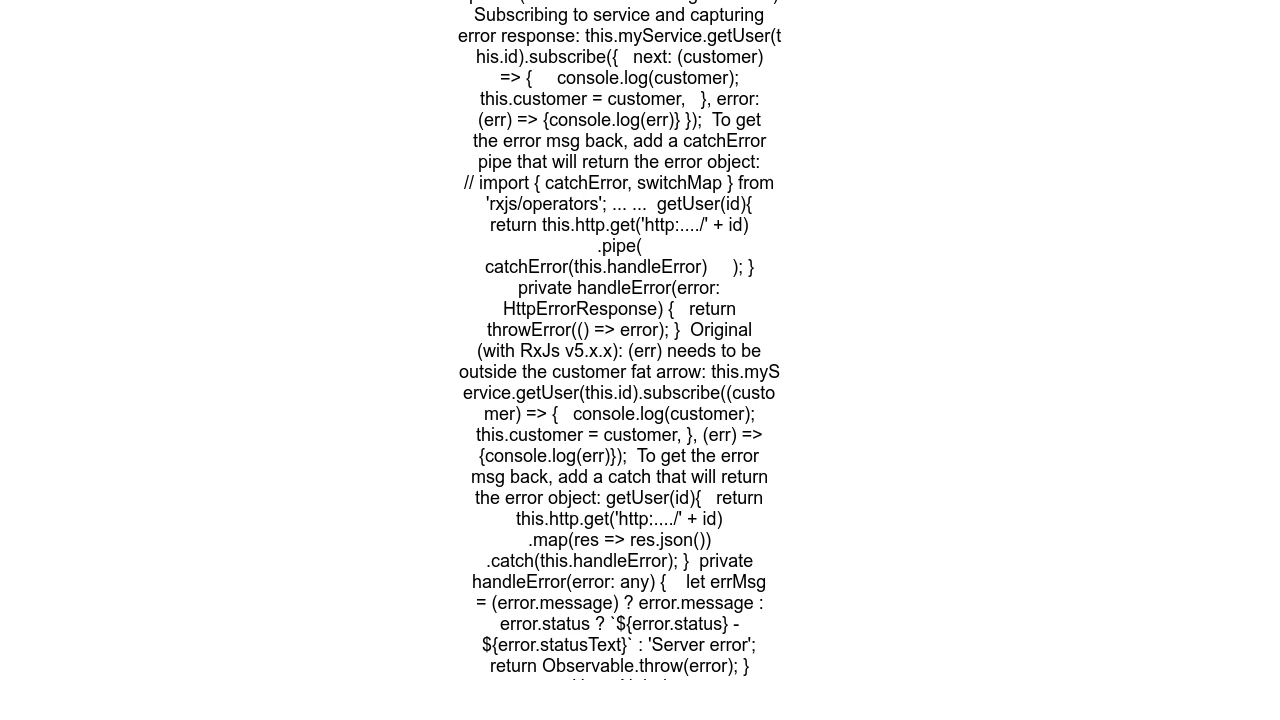 Subscribing to service and capturing
error response: this.myService.getUser(t
his.id).subscribe({   next: (customer)
=> {     console.log(customer);
this.customer = customer,   }, error:
(err) => {console.log(err)} });  To get
the error msg back, add a catchError
pipe that will return the error object:
// import { catchError, switchMap } from
'rxjs/operators'; ... ...  getUser(id){
return this.http.get('http:..../' + id)
.pipe(
catchError(this.handleError)     ); }
private handleError(error:
HttpErrorResponse) {   return
throwError(() => error); }  Original
(with RxJs v5.x.x): (err) needs to be
outside the customer fat arrow: this.myS
ervice.getUser(this.id).subscribe((custo
mer) => {   console.log(customer);
this.customer = customer, }, (err) =>
{console.log(err)});  To get the error
msg back, add a catch that will return
the error object: getUser(id){   return
this.http.get('http:..../' + id)
.map(res => res.json())
.catch(this.handleError); }  private
handleError(error: any) {    let errMsg
= (error.message) ? error.message :
error.status ? `${error.status} -
${error.statusText}` : 'Server error';
return Observable.throw(error); }